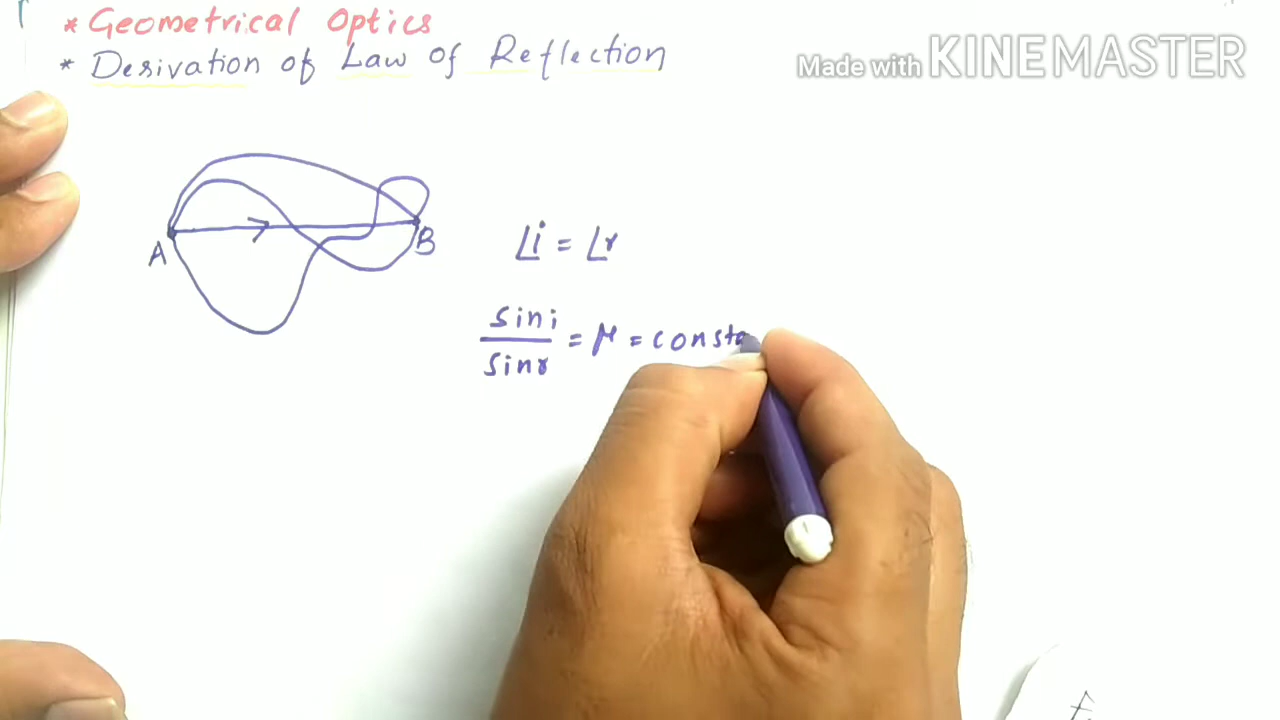 * Geometrical Optics
* Derivation of Law of Reflection
Made with KINEMASTER
A
B
∠i = ∠r
sin i
sin r
= μ = consta